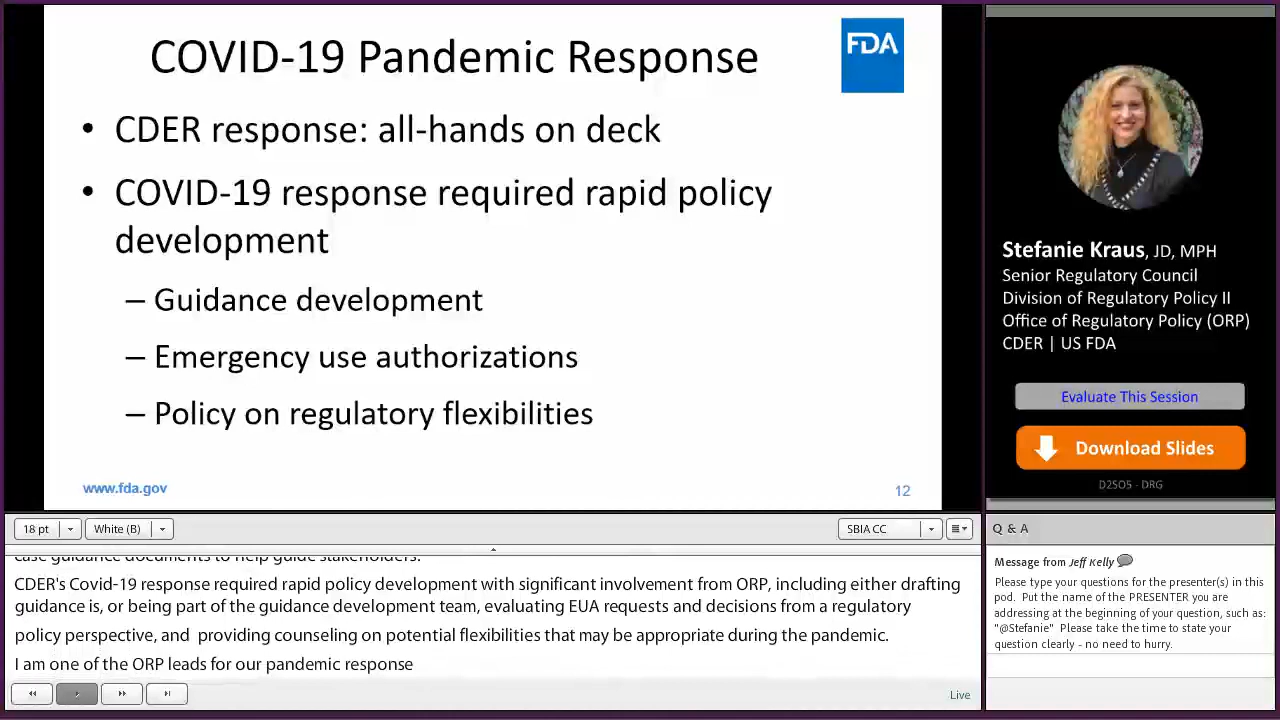 COVID-19 Pandemic Response
FDA
• CDER response: all-hands on deck
• COVID-19 response required rapid policy
development
– Guidance development
– Emergency use authorizations
– Policy on regulatory flexibilities
www.fda.gov
12
Stefanie Kraus, JD, MPH
Senior Regulatory Council
Division of Regulatory Policy II
Office of Regulatory Policy (ORP)
CDER | US FDA
Evaluate This Session
Download Slides
D2S05 - DRG
18 pt
White (B)
SBIA CC
case guidance documents to help guide stakeholders.
CDER's Covid-19 response required rapid policy development with significant involvement from ORP, including either drafting
guidance is, or being part of the guidance development team, evaluating EUA requests and decisions from a regulatory
policy perspective, and providing counseling on potential flexibilities that may be appropriate during the pandemic.
I am one of the ORP leads for our pandemic response
Live
Q & A
Message from Jeff Kelly
Please type your questions for the presenter(s) in this
pod. Put the name of the PRESENTER you are
addressing at the beginning of your question, such as:
"@Stefanie" Please take the time to state your
question clearly - no need to hurry.